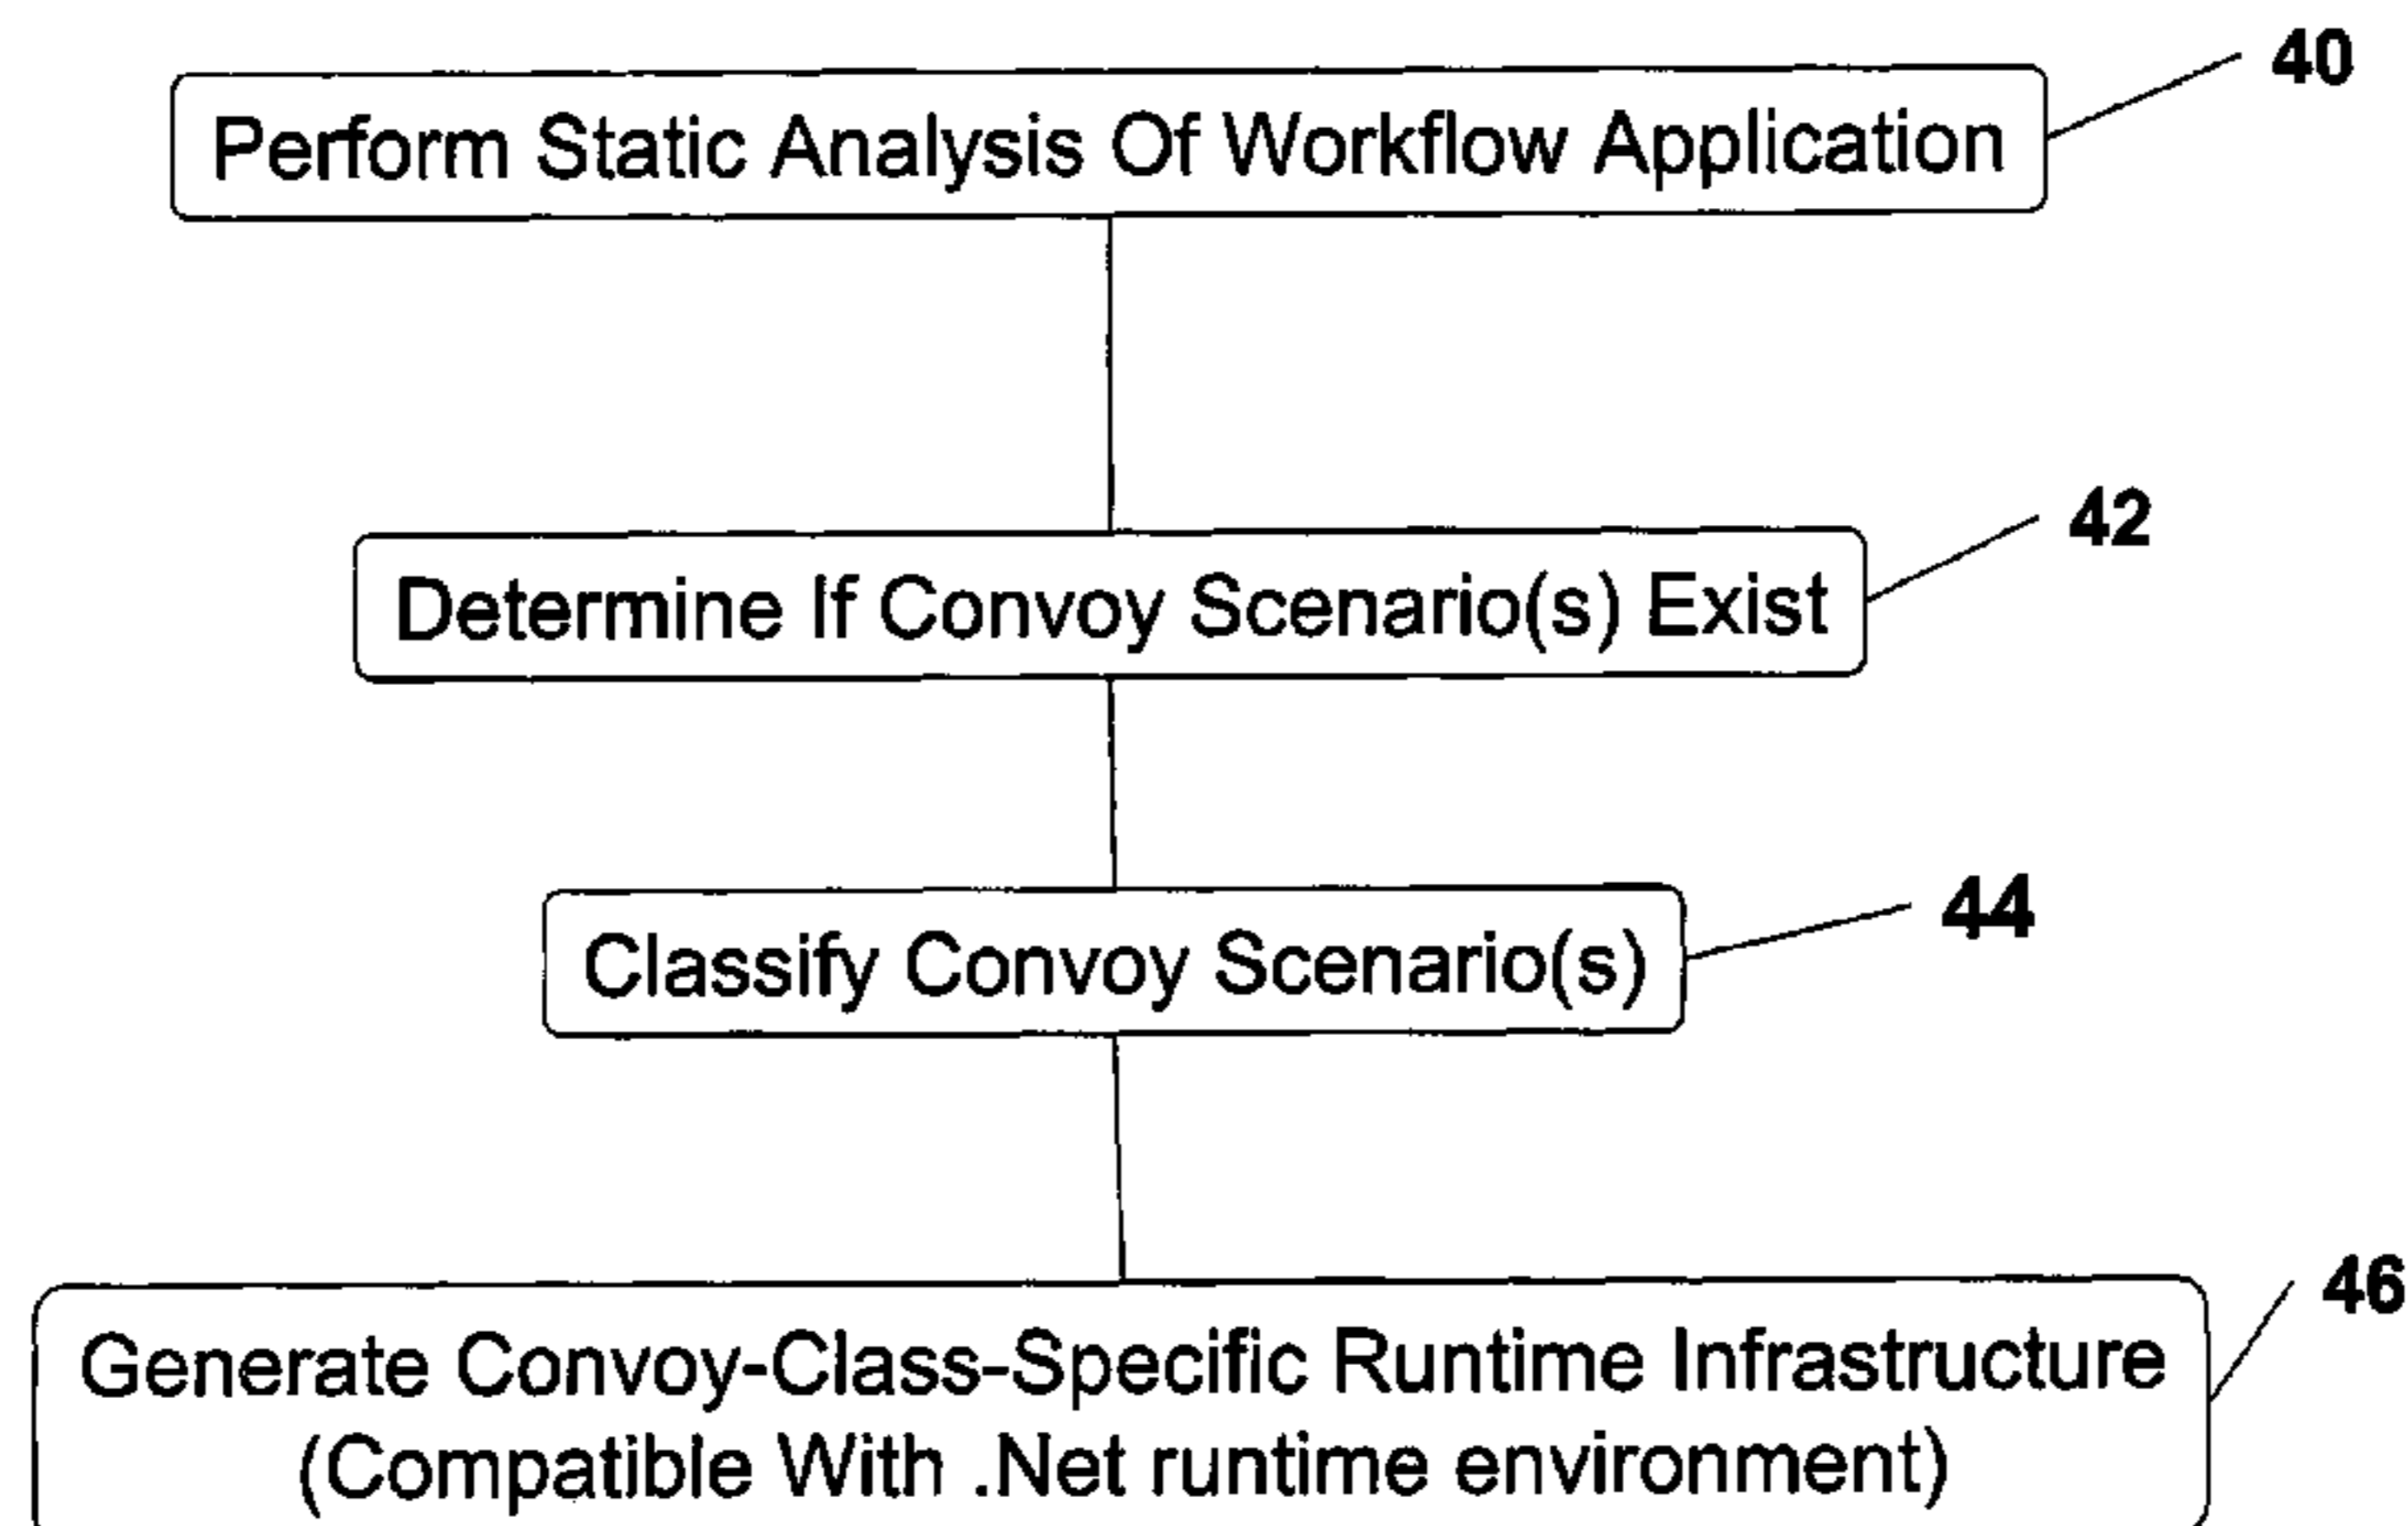 40
Perform Static Analysis Of Workflow Application
42
Determine If Convoy Scenario(s) Exist
44
Classify Convoy Scenario(s)
46
Generate Convoy-Class-Specific Runtime Infrastructure
(Compatible With .Net runtime environment)